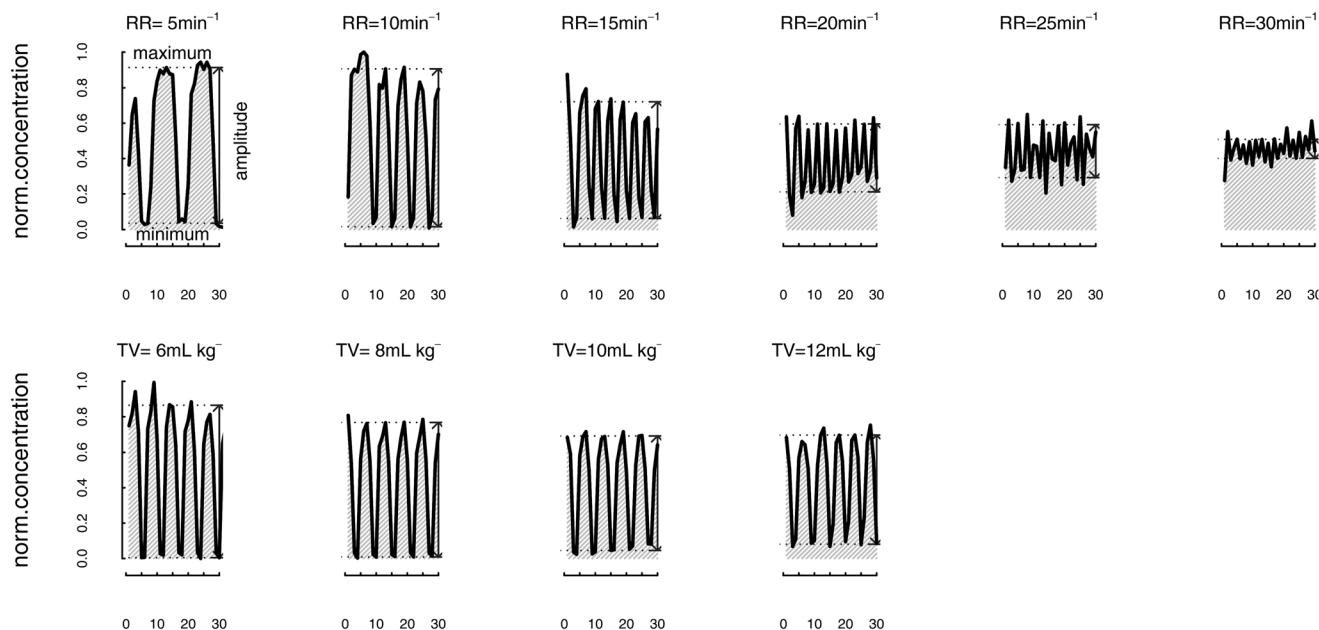 RR= 5min⁻¹ RR=10min⁻¹ RR=15min⁻¹ RR=20min⁻¹ RR=25min⁻¹ RR=30min⁻¹
norm.concentration
0.0 0.2 0.4 0.6 0.8 1.0
maximum
amplitude
minimum
0 10 20 30 0 10 20 30 0 10 20 30 0 10 20 30 0 10 20 30 0 10 20 30
TV= 6mL kg⁻ TV= 8mL kg⁻ TV=10mL kg⁻ TV=12mL kg⁻
norm.concentration
0.0 0.2 0.4 0.6 0.8 1.0
0 10 20 30 0 10 20 30 0 10 20 30 0 10 20 30